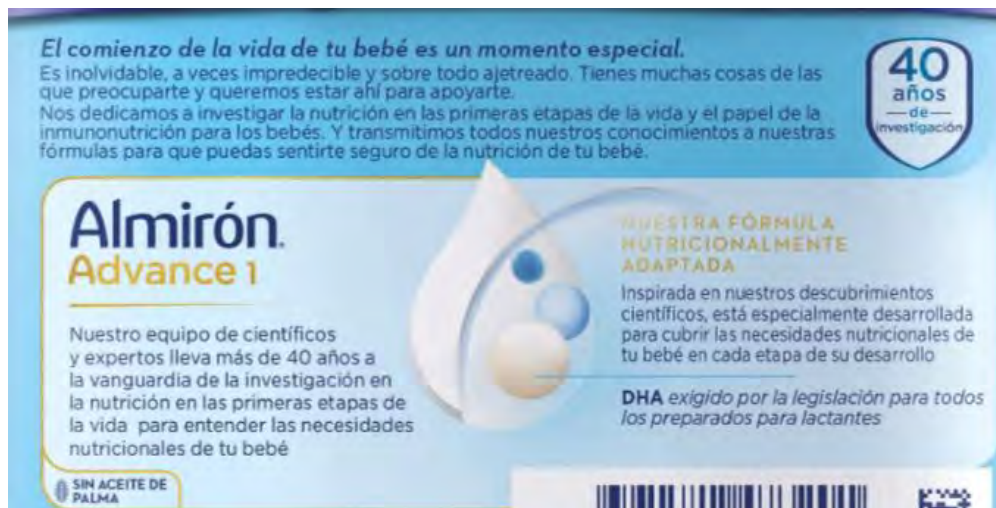 El comienzo de la vida de tu bebé es un momento especial.
Es inolvidable, a veces impredecible y sobre todo ajetreado. Tienes muchas cosas de las
que preocuparte y queremos estar ahí para apoyarte.
Nos dedicamos a investigar la nutrición en las primeras etapas de la vida y el papel de la
inmunonutrición para los bebés. Y transmitimos todos nuestros conocimientos a nuestras
fórmulas para que puedas sentirte seguro de la nutrición de tu bebé.
40
años
de
investigación
Almirón
Advance 1
Nuestro equipo de científicos
y expertos lleva más de 40 años a
la vanguardia de la investigación en
la nutrición en las primeras etapas de
la vida para entender las necesidades
nutricionales de tu bebé
NUESTRA FÓRMULA
NUTRICIONALMENTE
ADAPTADA
Inspirada en nuestros descubrimientos
científicos, está especialmente desarrollada
para cubrir las necesidades nutricionales de
tu bebé en cada etapa de su desarrollo
DHA exigido por la legislación para todos
los preparados para lactantes
SIN ACEITE DE
PALMA